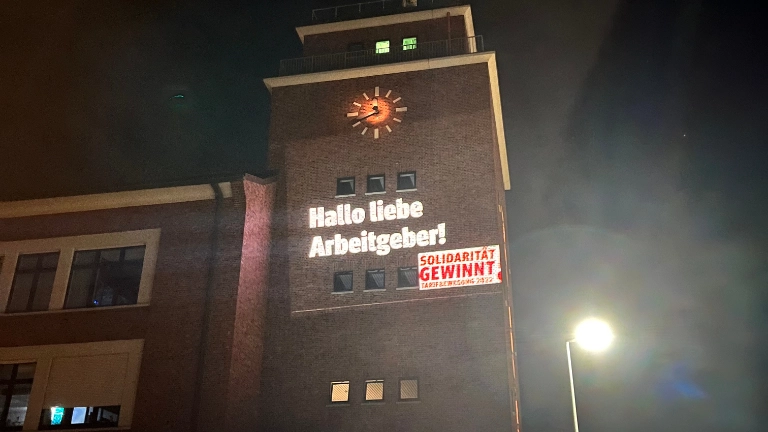 Hallo liebe
Arbeitgeber!
SOLIDARITÄT
GEWINNT
TARIFBEWEGUNG 2022